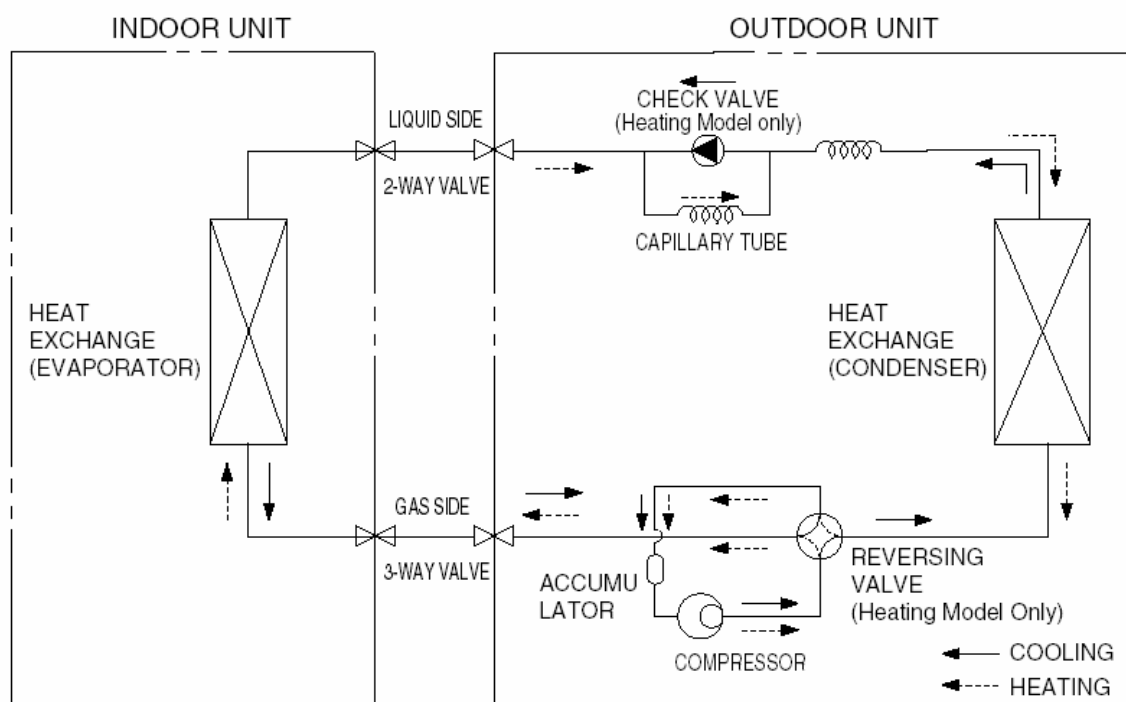 INDOOR UNIT
OUTDOOR UNIT
LIQUID SIDE
2-WAY VALVE
CHECK VALVE
(Heating Model only)
CAPILLARY TUBE
HEAT
EXCHANGE
(EVAPORATOR)
HEAT
EXCHANGE
(CONDENSER)
GAS SIDE
3-WAY VALVE
ACCUMU
LATOR
COMPRESSOR
REVERSING
VALVE
(Heating Model Only)
COOLING
HEATING